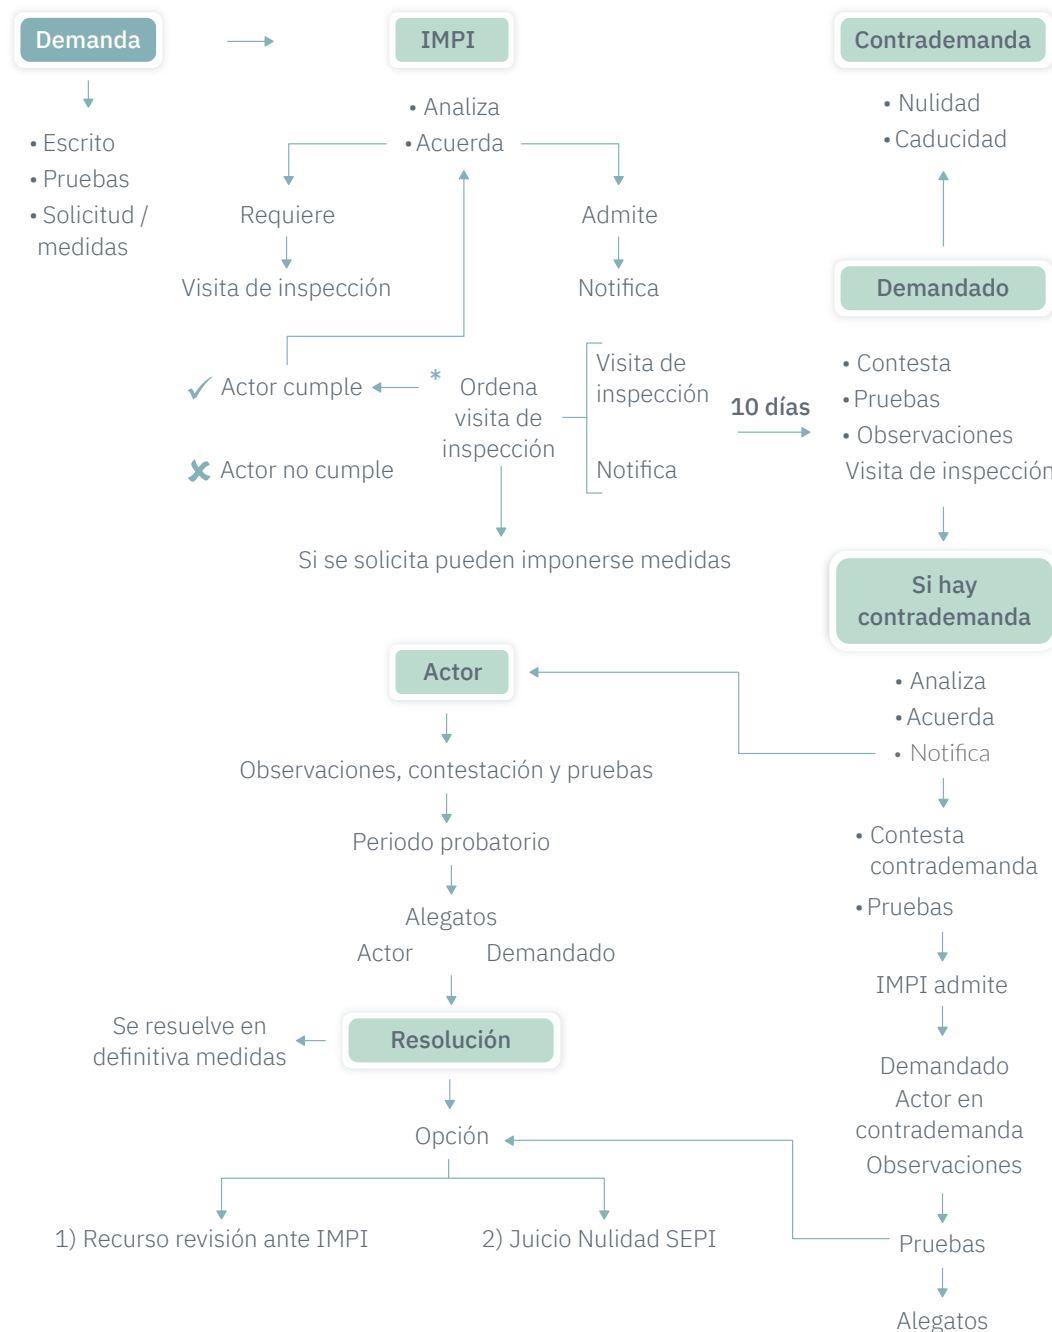 Demanda
• Escrito
• Pruebas
• Solicitud /
medidas
IMPI
• Analiza
• Acuerda
Requiere
Visita de inspección
Admite
Notifica
✓ Actor cumple
✘ Actor no cumple
* Ordena
visita de
inspección
Visita de
inspección
Notifica
Si se solicita pueden imponerse medidas
10 días
Contrademanda
• Nulidad
• Caducidad
Demandado
• Contesta
• Pruebas
• Observaciones
Visita de inspección
Si hay
contrademanda
• Analiza
• Acuerda
• Notifica
• Contesta
contrademanda
• Pruebas
IMPI admite
Demandado
Actor en
contrademanda
Observaciones
Pruebas
Alegatos
Actor
Observaciones, contestación y pruebas
Periodo probatorio
Alegatos
Actor Demandado
Resolución
Se resuelve en
definitiva medidas
Opción
1) Recurso revisión ante IMPI
2) Juicio Nulidad SEPI